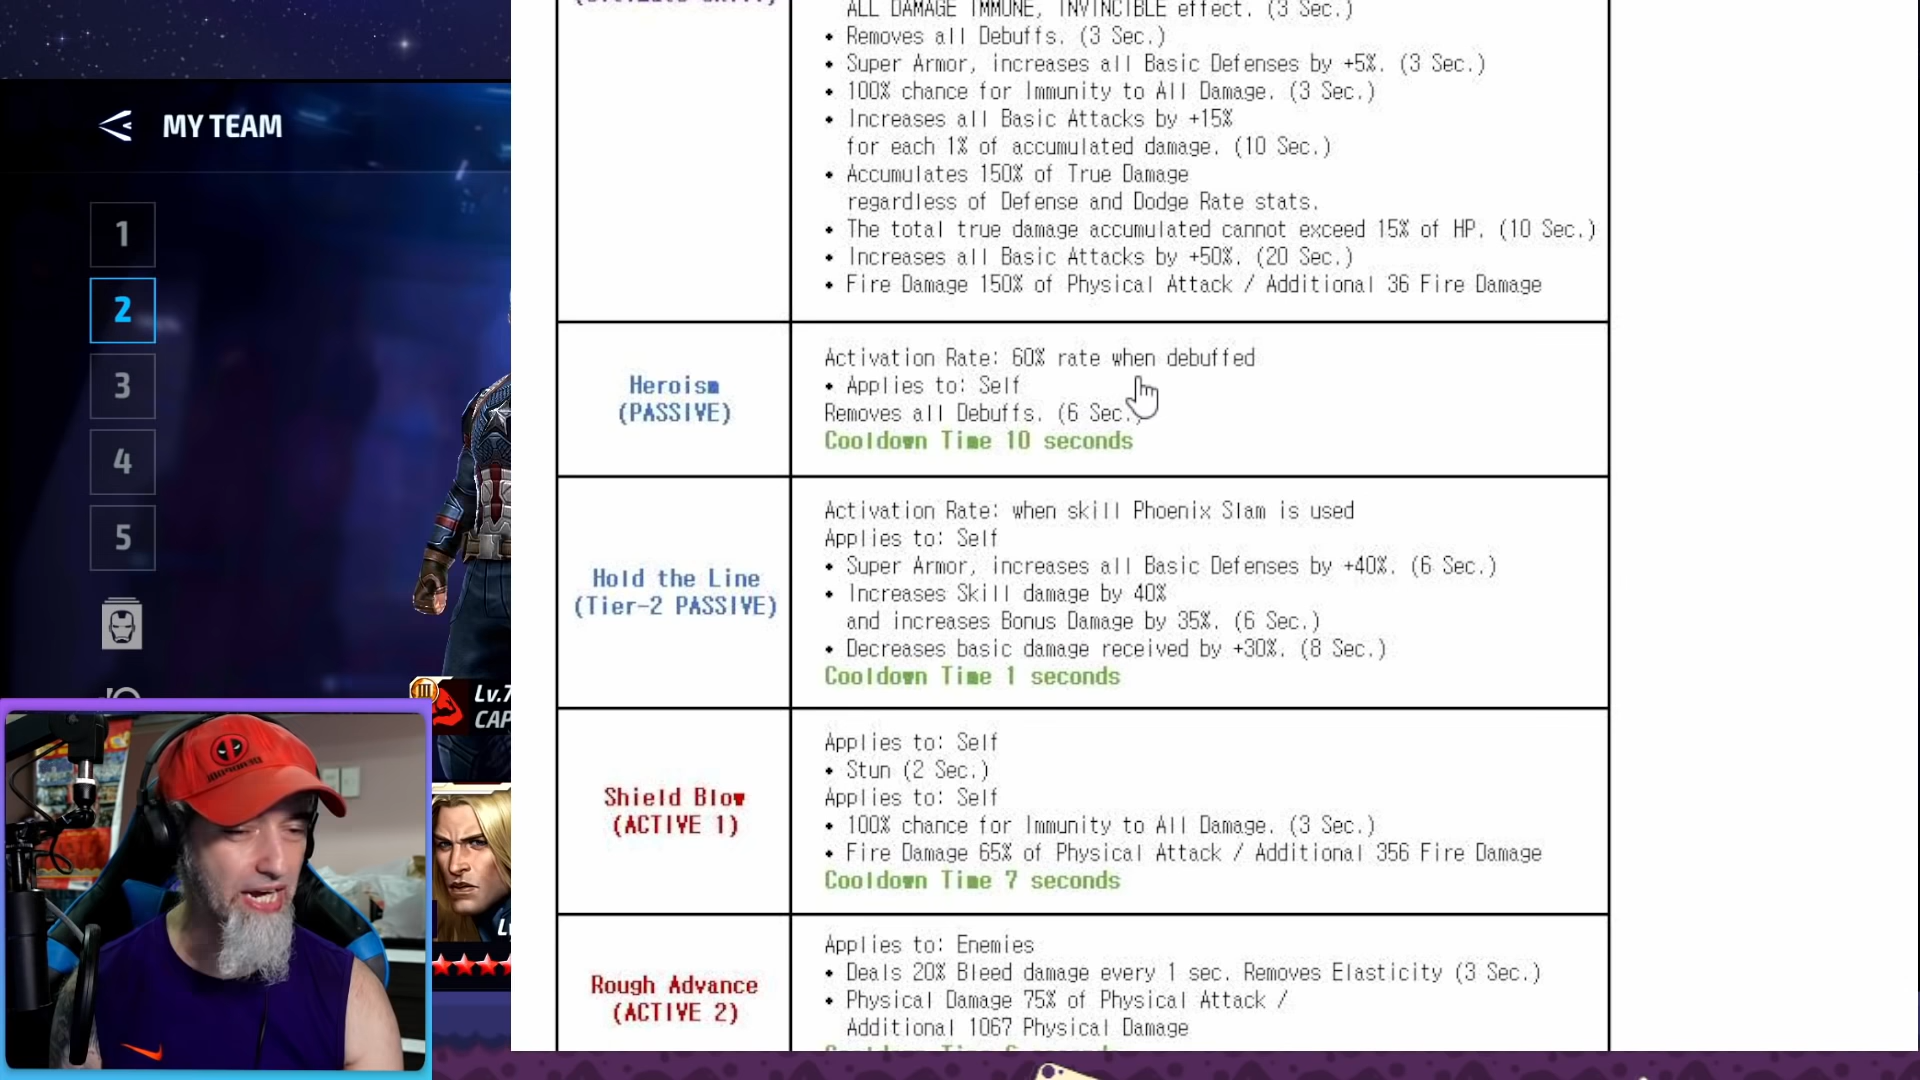 MY TEAM
1
2
3
4
5
III
Lv.7
CAP
ALL DAMAGE IMMUNE, INVINCIBLE effect. (3 Sec.)
• Removes all Debuffs. (3 Sec.)
• Super Armor, increases all Basic Defenses by +5%. (3 Sec.)
• 100% chance for Immunity to All Damage. (3 Sec.)
• Increases all Basic Attacks by +15%
for each 1% of accumulated damage. (10 Sec.)
• Accumulates 150% of True Damage
regardless of Defense and Dodge Rate stats.
• The total true damage accumulated cannot exceed 15% of HP. (10 Sec.)
• Increases all Basic Attacks by +50%. (20 Sec.)
• Fire Damage 150% of Physical Attack / Additional 36 Fire Damage
Heroism
(PASSIVE)
Activation Rate: 60% rate when debuffed
• Applies to: Self
Removes all Debuffs. (6 Sec.)
Cooldown Time 10 seconds
Hold the Line
(Tier-2 PASSIVE)
Activation Rate: when skill Phoenix Slam is used
Applies to: Self
• Super Armor, increases all Basic Defenses by +40%. (6 Sec.)
• Increases Skill damage by 40%
and increases Bonus Damage by 35%. (6 Sec.)
• Decreases basic damage received by +30%. (8 Sec.)
Cooldown Time 1 seconds
Shield Blow
(ACTIVE 1)
Applies to: Self
• Stun (2 Sec.)
Applies to: Self
• 100% chance for Immunity to All Damage. (3 Sec.)
• Fire Damage 65% of Physical Attack / Additional 356 Fire Damage
Cooldown Time 7 seconds
Rough Advance
(ACTIVE 2)
Applies to: Enemies
• Deals 20% Bleed damage every 1 sec. Removes Elasticity (3 Sec.)
• Physical Damage 75% of Physical Attack /
Additional 1067 Physical Damage